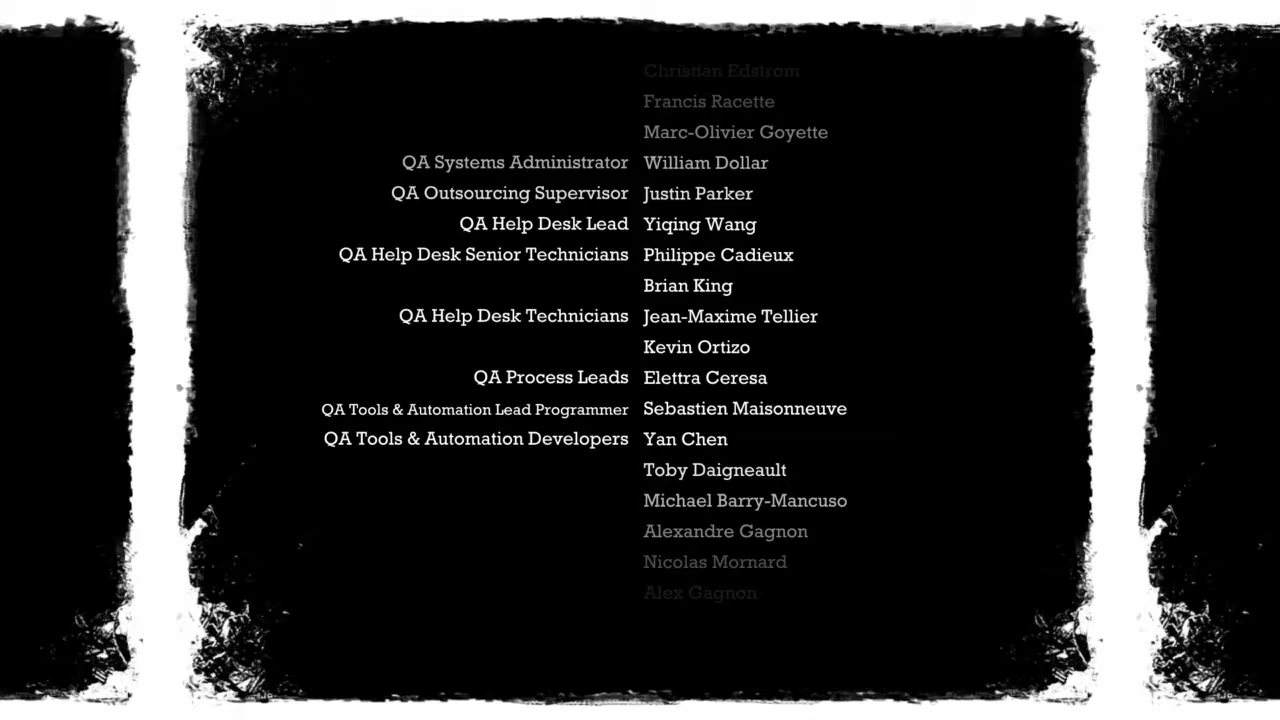 Christian Edstrom
Francis Racette
Marc-Olivier Goyette
QA Systems Administrator William Dollar
QA Outsourcing Supervisor Justin Parker
QA Help Desk Lead Yiqing Wang
QA Help Desk Senior Technicians Philippe Cadieux
Brian King
QA Help Desk Technicians Jean-Maxime Tellier
Kevin Ortizo
QA Process Leads Elettra Ceresa
QA Tools & Automation Lead Programmer Sebastien Maisonneuve
QA Tools & Automation Developers Yan Chen
Toby Daigneault
Michael Barry-Mancuso
Alexandre Gagnon
Nicolas Mornard
Alex Gagnon